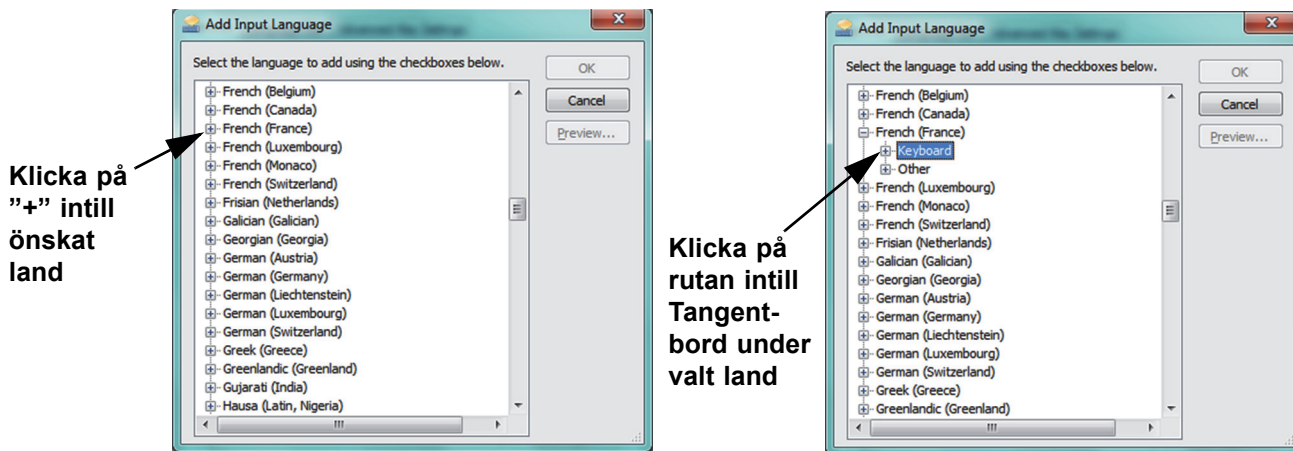 Klicka på
”+” intill
önskat
land
Add Input Language
Select the language to add using the checkboxes below.
OK
Cancel
Preview...
French (Belgium)
French (Canada)
French (France)
French (Luxembourg)
French (Monaco)
French (Switzerland)
Frisian (Netherlands)
Galician (Galician)
Georgian (Georgia)
German (Austria)
German (Germany)
German (Liechtenstein)
German (Luxembourg)
German (Switzerland)
Greek (Greece)
Greenlandic (Greenland)
Gujarati (India)
Hausa (Latin, Nigeria)
Klicka på
rutan intill
Tangent-
bord under
valt land
Add Input Language
Select the language to add using the checkboxes below.
OK
Cancel
Preview...
French (Belgium)
French (Canada)
French (France)
Keyboard
Other
French (Luxembourg)
French (Monaco)
French (Switzerland)
Frisian (Netherlands)
Galician (Galician)
Georgian (Georgia)
German (Austria)
German (Germany)
German (Liechtenstein)
German (Luxembourg)
German (Switzerland)
Greek (Greece)
Greenlandic (Greenland)